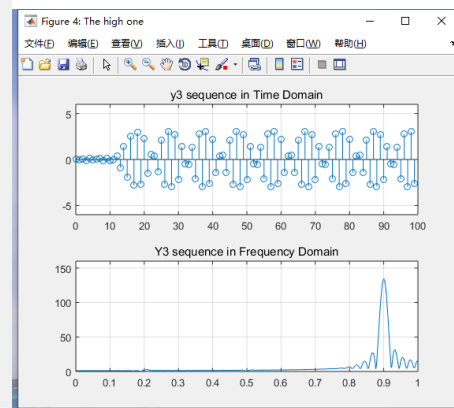 Figure 4: The high one
文件(F) 编辑(E) 查看(V) 插入(I) 工具(T) 桌面(D) 窗口(W) 帮助(H)
y3 sequence in Time Domain
5
0
-5
0 10 20 30 40 50 60 70 80 90 100
Y3 sequence in Frequency Domain
150
100
50
0
0 0.1 0.2 0.3 0.4 0.5 0.6 0.7 0.8 0.9 1